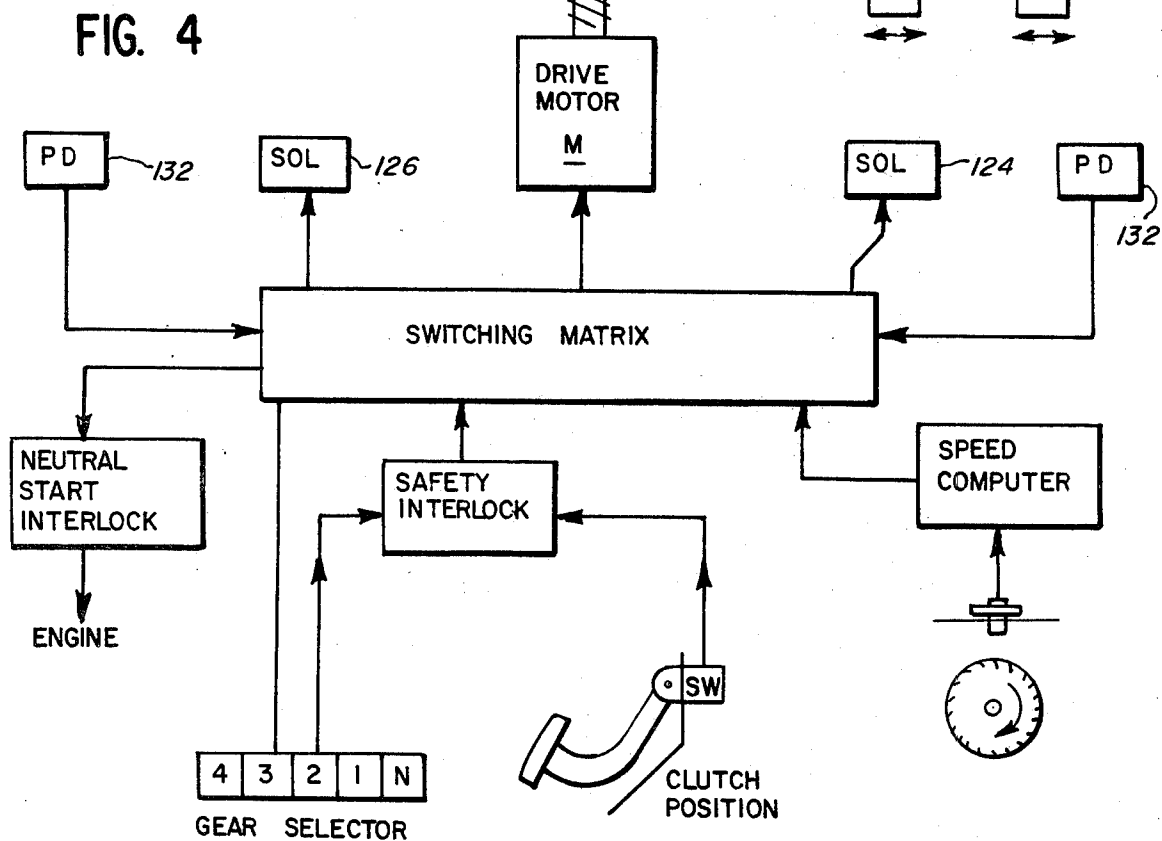 FIG. 4
DRIVE
MOTOR
M
PD
132
SOL
126
SOL
124
PD
132
SWITCHING MATRIX
NEUTRAL
START
INTERLOCK
SAFETY
INTERLOCK
SPEED
COMPUTER
ENGINE
SW
4 3 2 1 N
CLUTCH
POSITION
GEAR SELECTOR